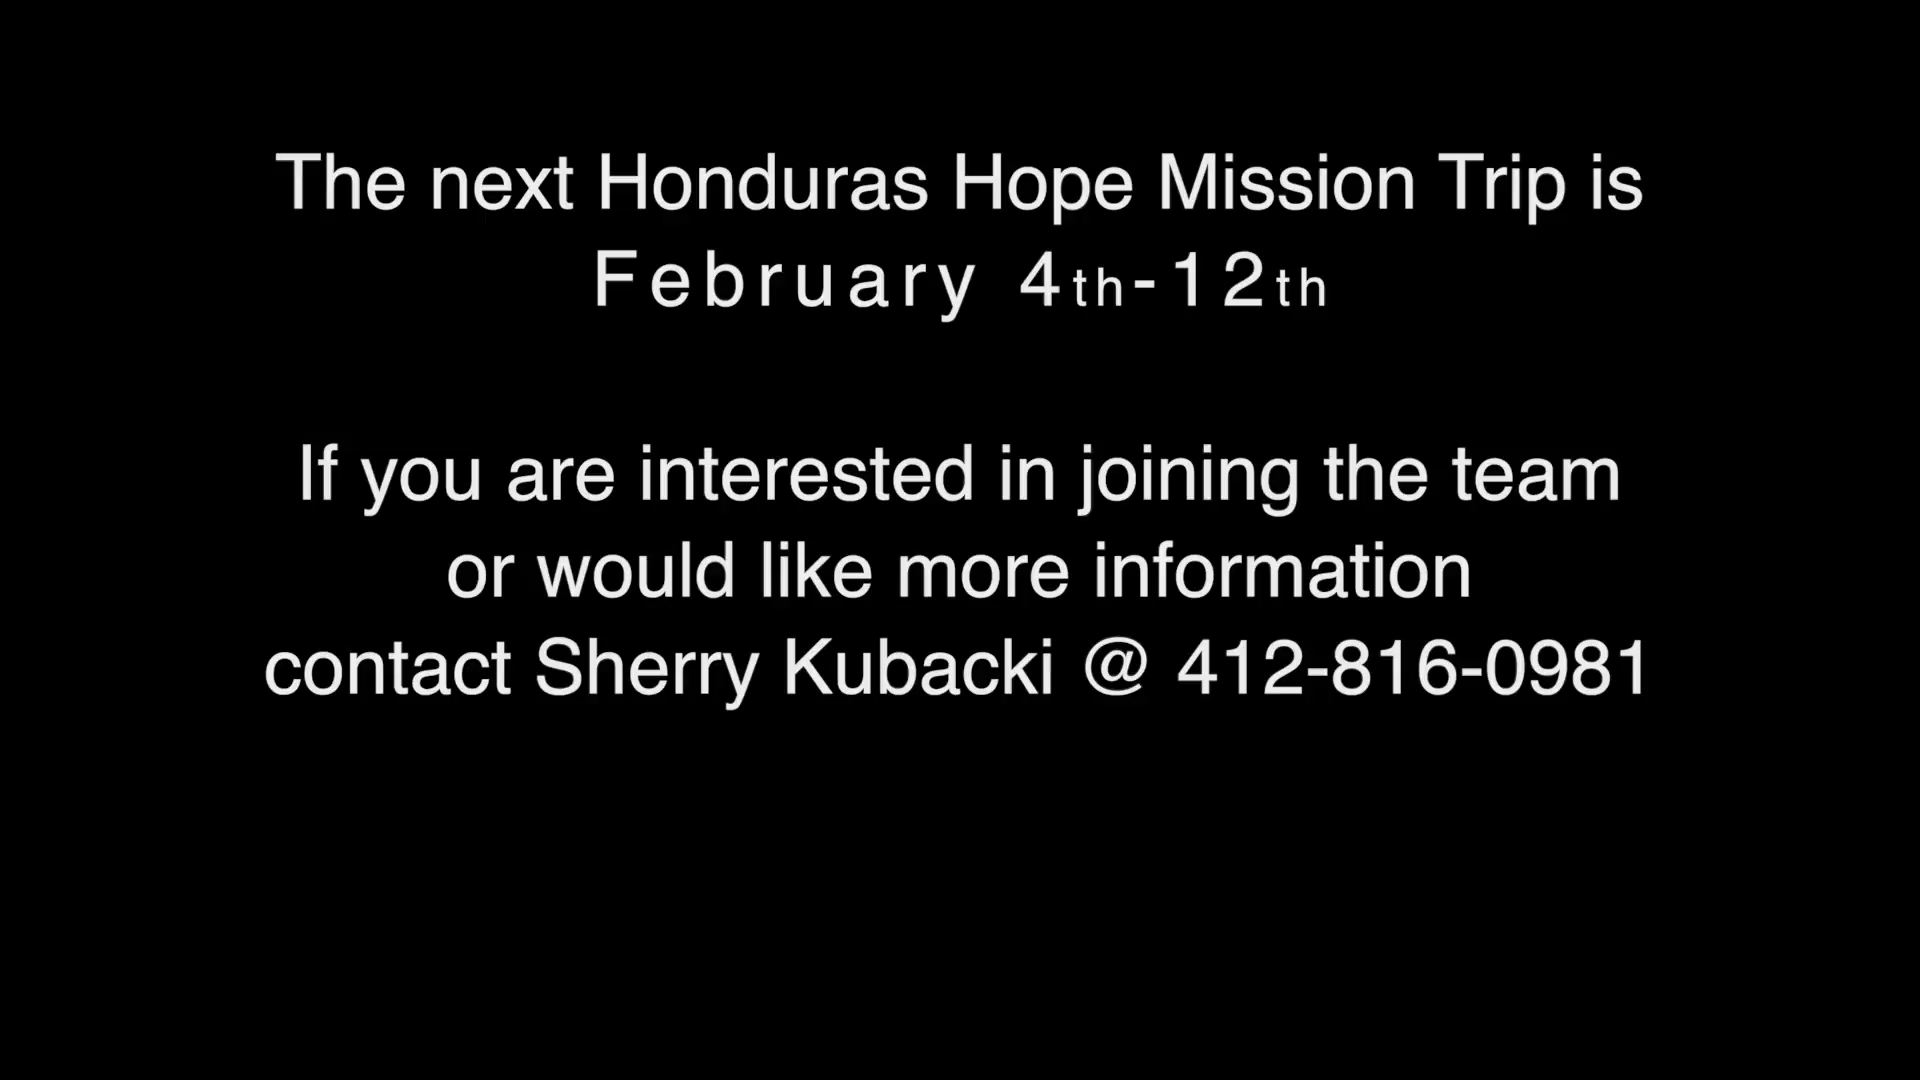 The next Honduras Hope Mission Trip is
February 4th-12th
If you are interested in joining the team
or would like more information
contact Sherry Kubacki @ 412-816-0981